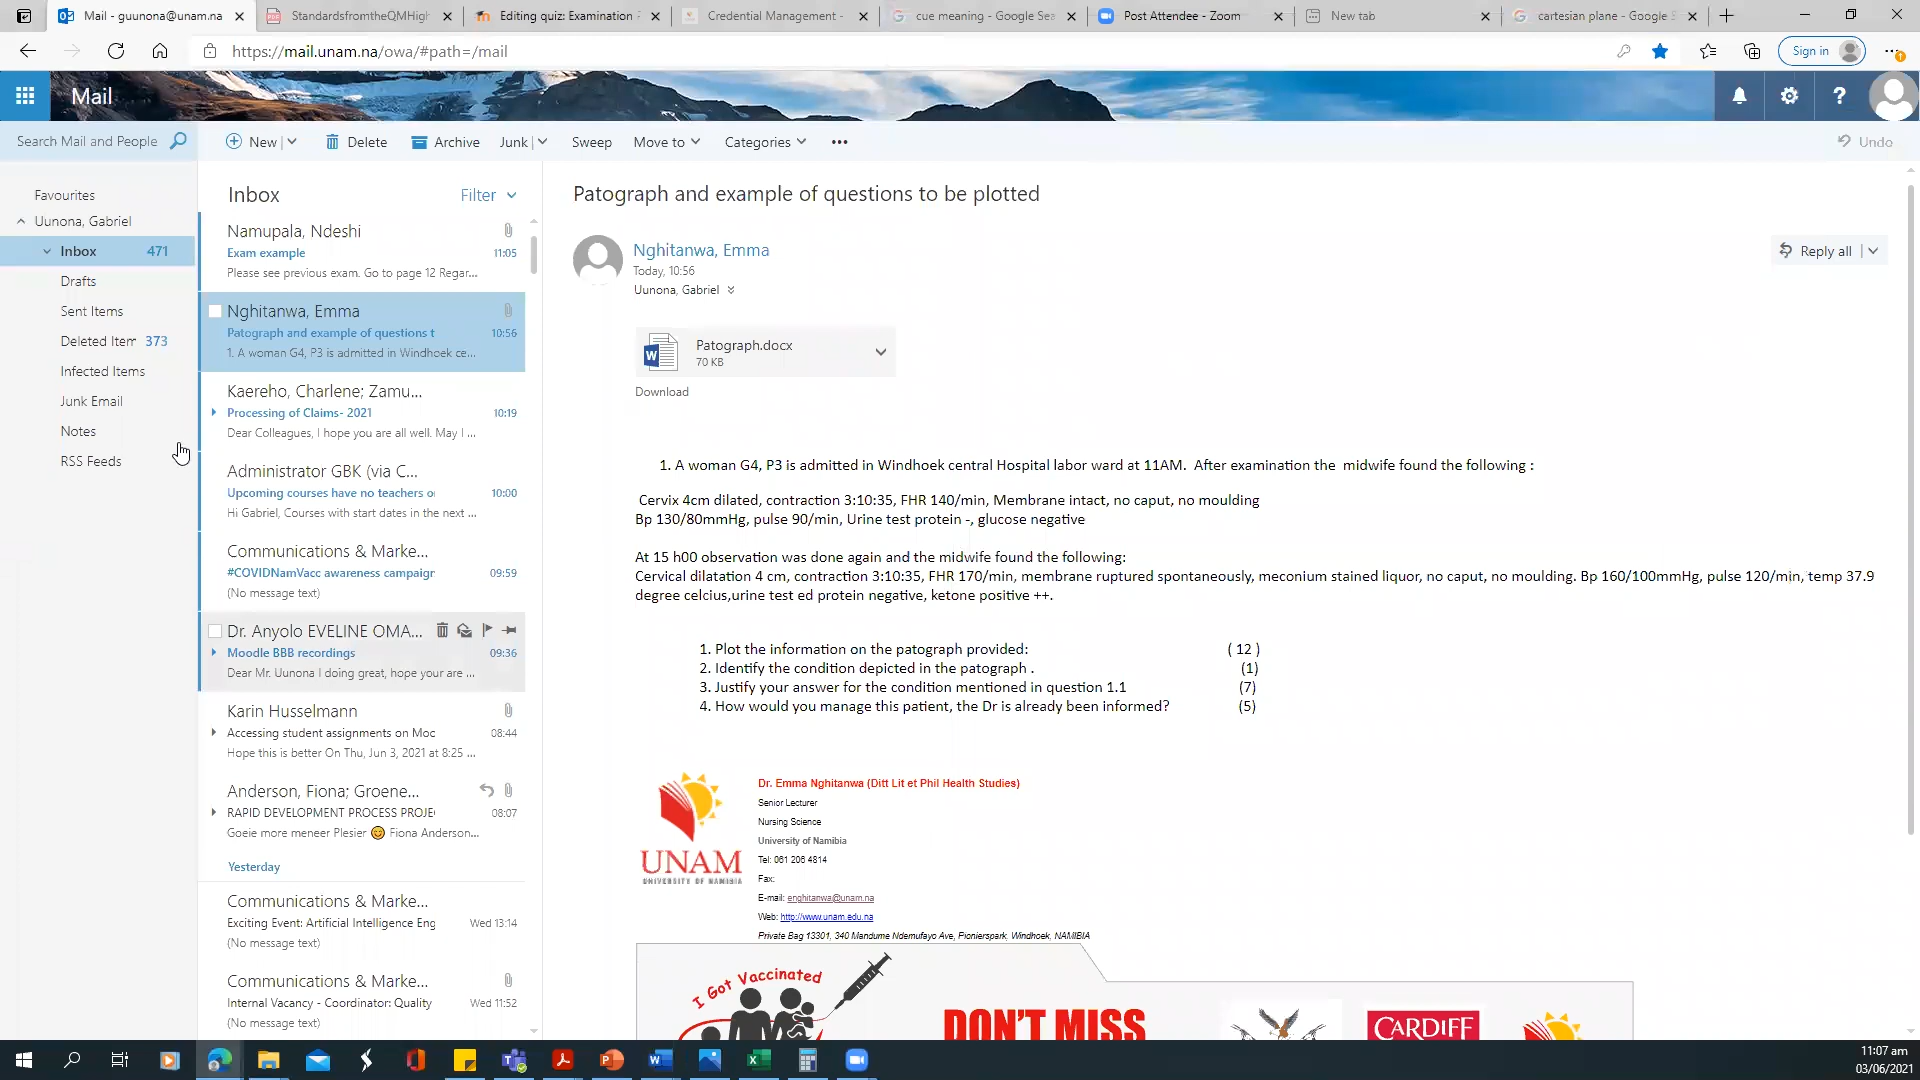 Mail - guunona@unam.na
StandardsfromtheQMHigh
Editing quiz: Examination
Credential Management -
cue meaning - Google Sea
Post Attendee - Zoom
New tab
cartesian plane - Google S
https://mail.unam.na/owa/#path=/mail
Sign in
Mail
Search Mail and People
New
Delete
Archive
Junk
Sweep
Move to
Categories
Undo
Favourites
Uunona, Gabriel
Inbox 471
Drafts
Sent Items
Deleted Item 373
Infected Items
Junk Email
Notes
RSS Feeds
Inbox
Filter
Namupala, Ndeshi
Exam example 11:05
Please see previous exam. Go to page 12 Regar...
Nghitanwa, Emma
Patograph and example of questions t 10:56
1. A woman G4, P3 is admitted in Windhoek ce...
Kaereho, Charlene; Zamu...
Processing of Claims- 2021 10:19
Dear Colleagues, I hope you are all well. May I ...
Administrator GBK (via C...
Upcoming courses have no teachers o 10:00
Hi Gabriel, Courses with start dates in the next ...
Communications & Marke...
#COVIDNamVacc awareness campaign 09:59
(No message text)
Dr. Anyolo EVELINE OMA...
Moodle BBB recordings 09:36
Dear Mr. Uunona I doing great, hope your are ...
Karin Husselmann
Accessing student assignments on Moo 08:44
Hope this is better On Thu, Jun 3, 2021 at 8:25 ...
Anderson, Fiona; Groene...
RAPID DEVELOPMENT PROCESS PROJE 08:07
Goeie more meneer Plesier 😊 Fiona Anderson...
Yesterday
Communications & Marke...
Exciting Event: Artificial Intelligence Eng Wed 13:14
(No message text)
Communications & Marke...
Internal Vacancy - Coordinator: Quality Wed 11:52
(No message text)
Patograph and example of questions to be plotted
Nghitanwa, Emma
Today, 10:56
Uunona, Gabriel
Reply all
Patograph.docx
70 KB
Download
1. A woman G4, P3 is admitted in Windhoek central Hospital labor ward at 11AM. After examination the midwife found the following :
Cervix 4cm dilated, contraction 3:10:35, FHR 140/min, Membrane intact, no caput, no moulding
Bp 130/80mmHg, pulse 90/min, Urine test protein -, glucose negative
At 15 h00 observation was done again and the midwife found the following:
Cervical dilatation 4 cm, contraction 3:10:35, FHR 170/min, membrane ruptured spontaneously, meconium stained liquor, no caput, no moulding. Bp 160/100mmHg, pulse 120/min, temp 37.9
degree celcius,urine test ed protein negative, ketone positive ++.
1. Plot the information on the patograph provided: ( 12 )
2. Identify the condition depicted in the patograph . (1)
3. Justify your answer for the condition mentioned in question 1.1 (7)
4. How would you manage this patient, the Dr is already been informed? (5)
UNAM
UNIVERSITY OF NAMIBIA
Dr. Emma Nghitanwa (Ditt Lit et Phil Health Studies)
Senior Lecturer
Nursing Science
University of Namibia
Tel: 061 206 4814
Fax:
E-mail: enghitanwa@unam.na
Web: http://www.unam.edu.na
Private Bag 13301, 340 Mandume Ndemufayo Ave, Pionierspark, Windhoek, NAMIBIA
I Got Vaccinated
DON'T MISS
CARDIFF
11:07 am
03/06/2021